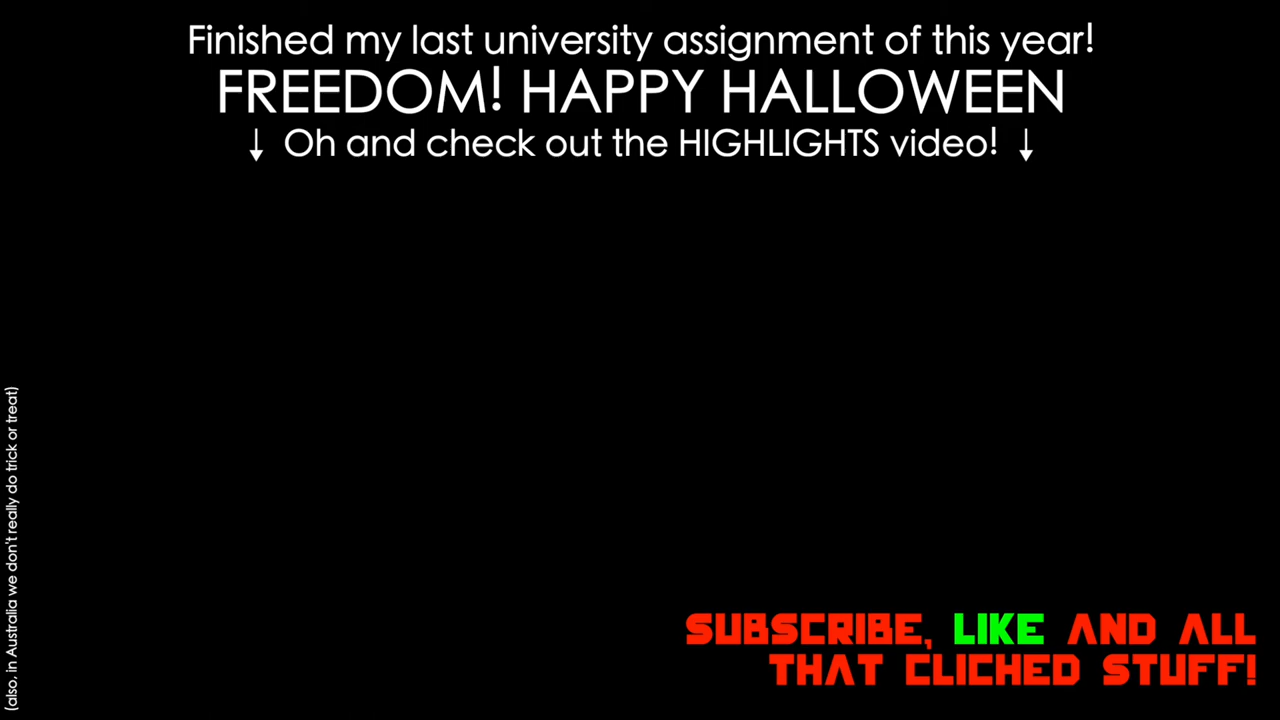 Finished my last university assignment of this year!
FREEDOM! HAPPY HALLOWEEN
↓ Oh and check out the HIGHLIGHTS video! ↓
(also, in Australia we don't really do trick or treat)
SUBSCRIBE, LIKE AND ALL
THAT CLICHED STUFF!